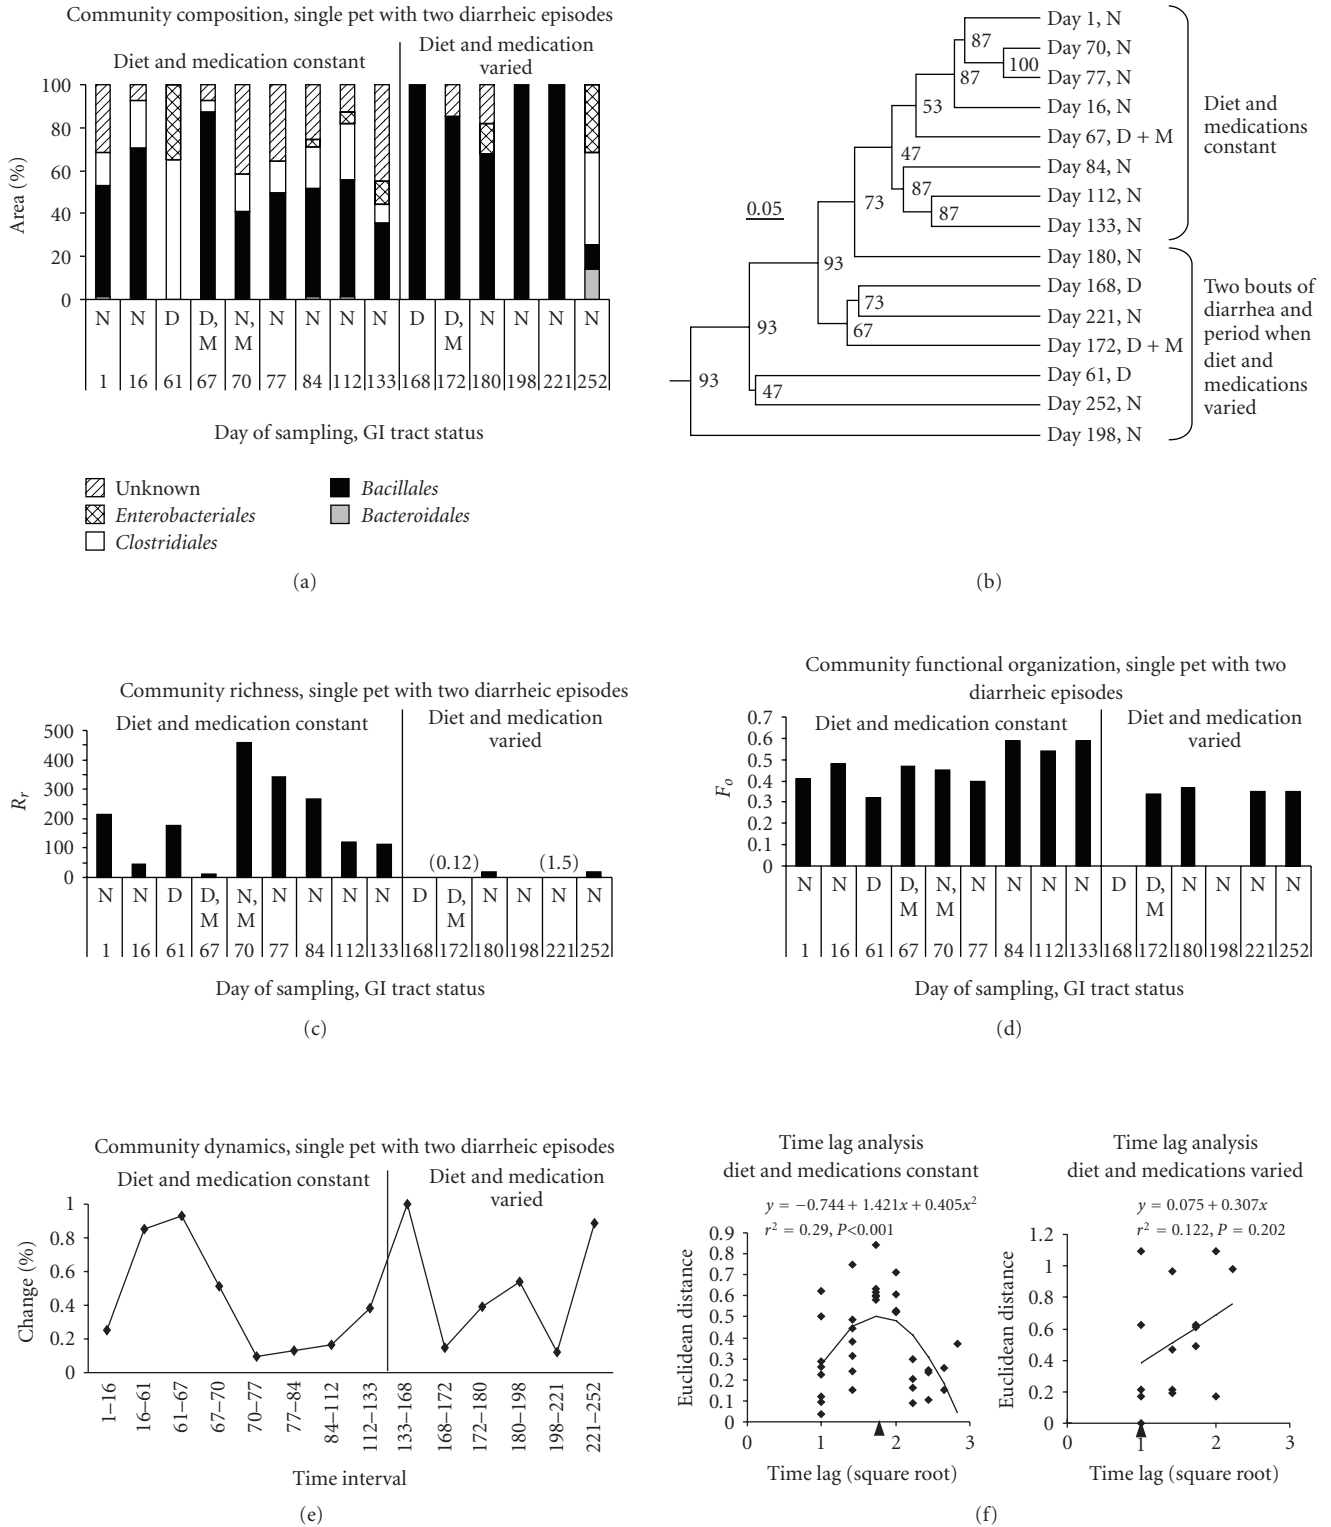 Community composition, single pet with two diarrheic episodes
Diet and medication constant
Diet and medication
varied
Area (%)
100
80
60
40
20
0
N N D D, N, N N N N D D, N N N N
M M M
1 16 61 67 70 77 84 112 133 168 172 180 198 221 252
Day of sampling, GI tract status
Unknown
Enterobacteriales
Clostridiales
Bacillales
Bacteroidales
(a)
Day 1, N
Day 70, N
Day 77, N
Day 16, N
Day 67, D + M
Day 84, N
Day 112, N
Day 133, N
Day 180, N
Day 168, D
Day 221, N
Day 172, D + M
Day 61, D
Day 252, N
Day 198, N
87
100
87
53
47
87
87
73
93
73
67
93
47
93
0.05
Diet and
medications
constant
Two bouts of
diarrhea and
period when
diet and
medications
varied
(b)
Community richness, single pet with two diarrheic episodes
Diet and medication constant
Diet and medication
varied
Rr
500
400
300
200
100
0
(0.12) (1.5)
N N D D, N, N N N N D D, N N N N
M M M
1 16 61 67 70 77 84 112 133 168 172 180 198 221 252
Day of sampling, GI tract status
(c)
Community functional organization, single pet with two
diarrheic episodes
Diet and medication constant
Diet and medication
varied
Fo
0.7
0.6
0.5
0.4
0.3
0.2
0.1
0
N N D D, N, N N N N D D, N N N N
M M M
1 16 61 67 70 77 84 112 133 168 172 180 198 221 252
Day of sampling, GI tract status
(d)
Community dynamics, single pet with two diarrheic episodes
Diet and medication constant
Diet and medication
varied
Change (%)
1
0.8
0.6
0.4
0.2
0
1–16
16–61
61–67
67–70
70–77
77–84
84–112
112–133
133–168
168–172
172–180
180–198
198–221
221–252
Time interval
(e)
Time lag analysis
diet and medications constant
y = −0.744 + 1.421x + 0.405x²
r² = 0.29, P<0.001
Euclidean distance
0.9
0.8
0.7
0.6
0.5
0.4
0.3
0.2
0.1
0
0 1 2 3
Time lag (square root)
Time lag analysis
diet and medications varied
y = 0.075 + 0.307x
r² = 0.122, P = 0.202
Euclidean distance
1.2
1
0.8
0.6
0.4
0.2
0
0 1 2 3
Time lag (square root)
(f)